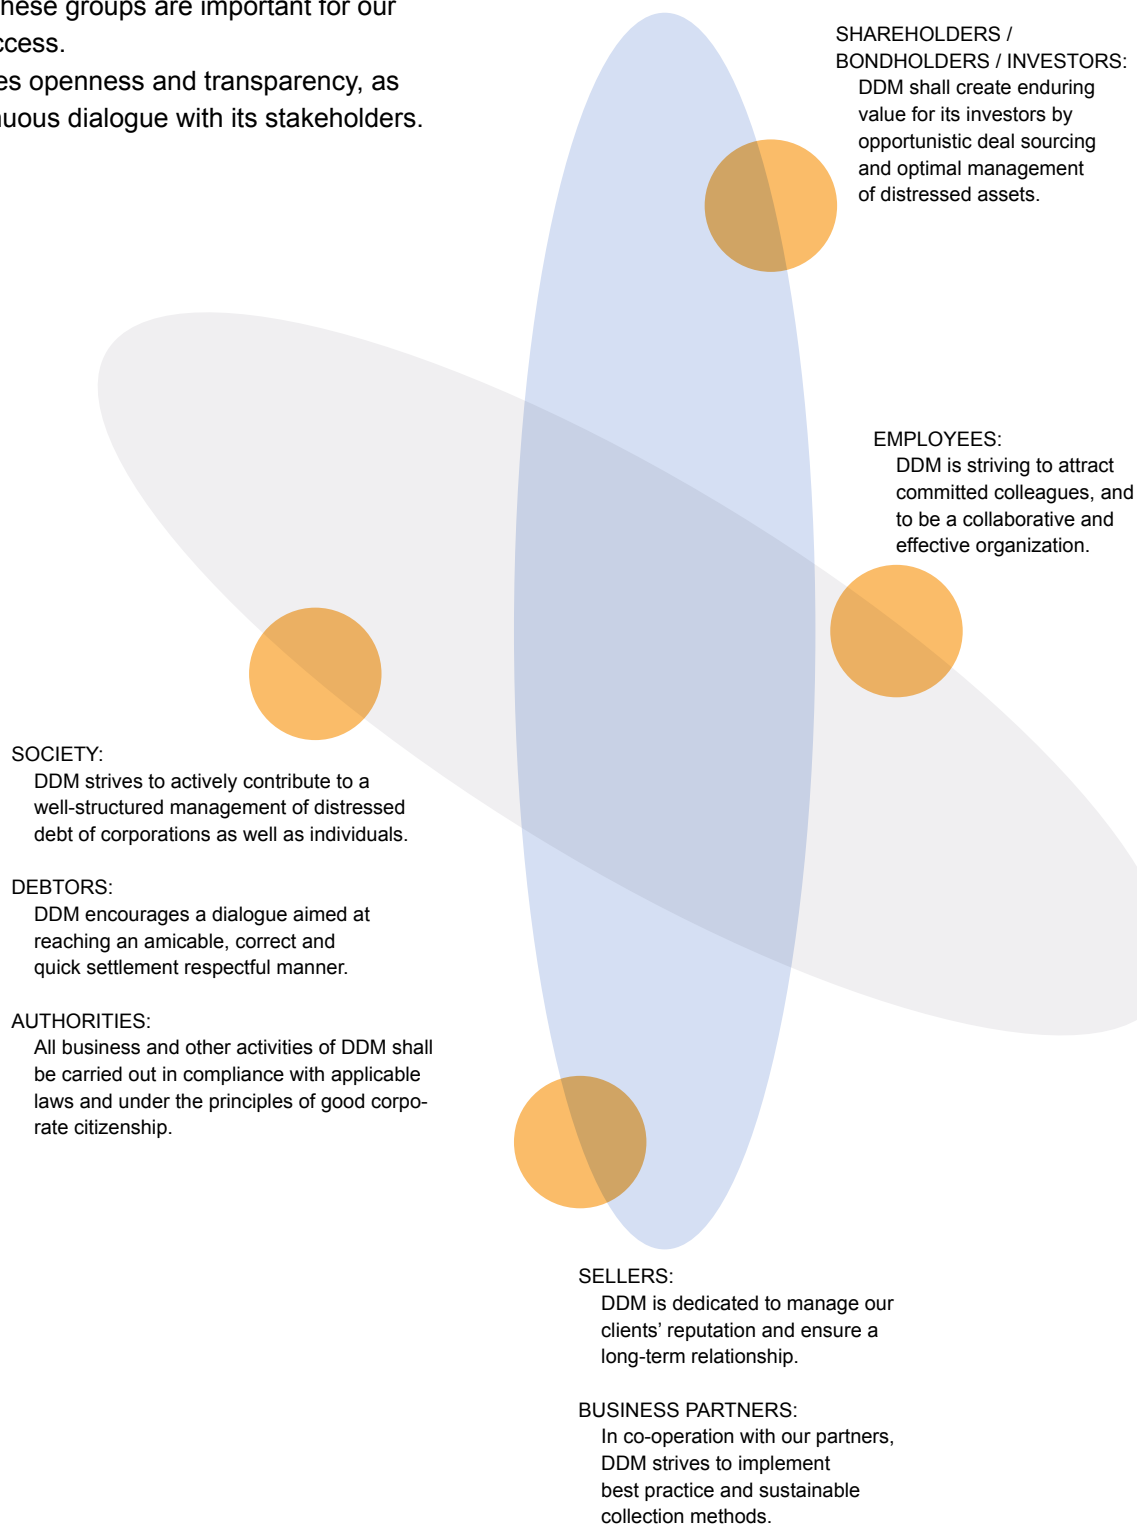 hese groups are important for our
ccess.
es openness and transparency, as
nuous dialogue with its stakeholders.
SHAREHOLDERS /
BONDHOLDERS / INVESTORS:
DDM shall create enduring
value for its investors by
opportunistic deal sourcing
and optimal management
of distressed assets.
EMPLOYEES:
DDM is striving to attract
committed colleagues, and
to be a collaborative and
effective organization.
SOCIETY:
DDM strives to actively contribute to a
well-structured management of distressed
debt of corporations as well as individuals.
DEBTORS:
DDM encourages a dialogue aimed at
reaching an amicable, correct and
quick settlement respectful manner.
AUTHORITIES:
All business and other activities of DDM shall
be carried out in compliance with applicable
laws and under the principles of good corpo-
rate citizenship.
SELLERS:
DDM is dedicated to manage our
clients’ reputation and ensure a
long-term relationship.
BUSINESS PARTNERS:
In co-operation with our partners,
DDM strives to implement
best practice and sustainable
collection methods.